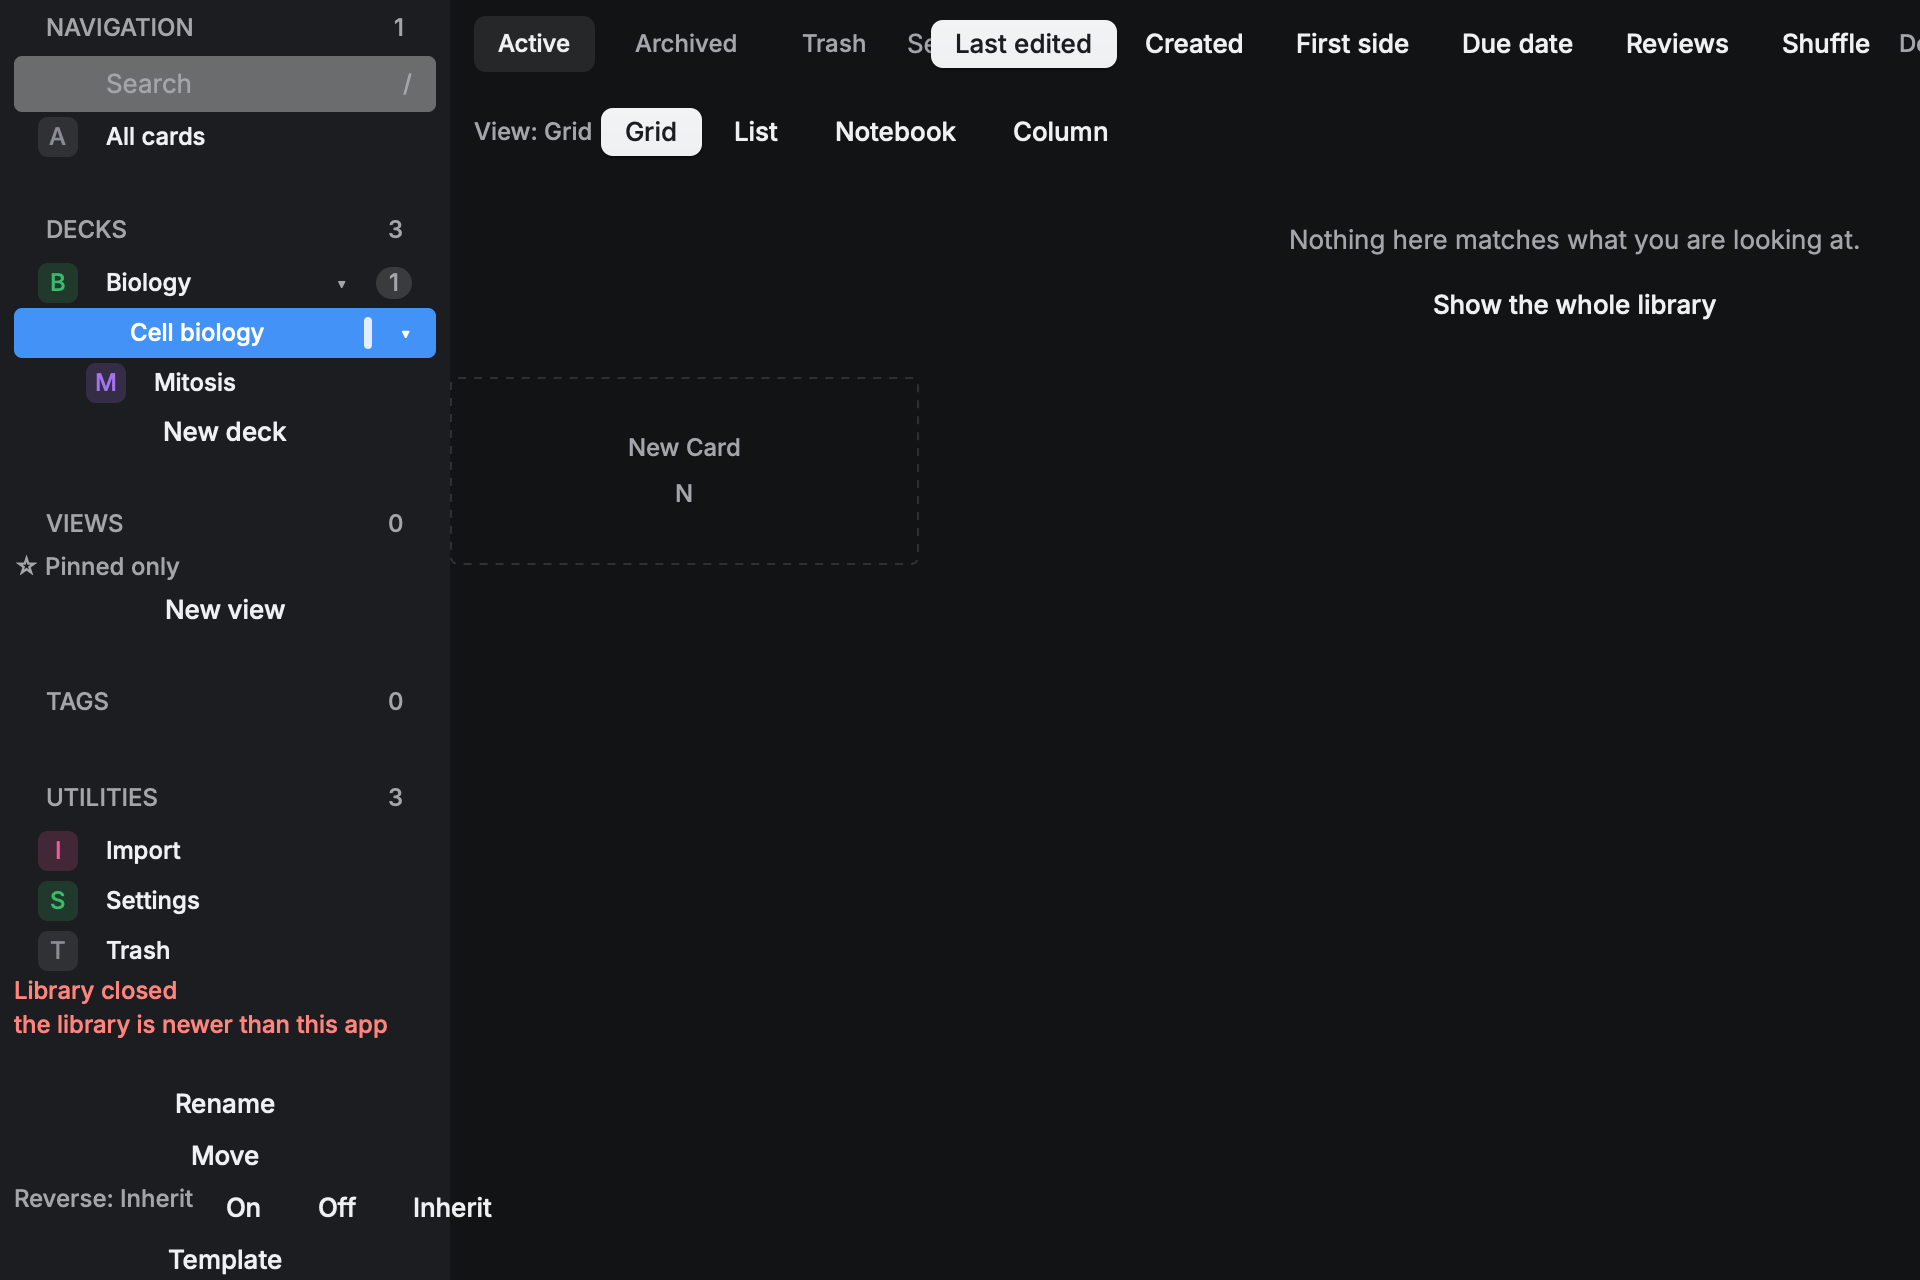 NAVIGATION 1
Search /
A All cards
DECKS 3
B Biology ▾ 1
Cell biology ▾
M Mitosis
New deck
VIEWS 0
☆ Pinned only
New view
TAGS 0
UTILITIES 3
I Import
S Settings
T Trash
Library closed
the library is newer than this app
Rename
Move
Reverse: Inherit On Off Inherit
Template
Active Archived Trash Last edited Created First side Due date Reviews Shuffle
View: Grid Grid List Notebook Column
Nothing here matches what you are looking at.
Show the whole library
New Card
N